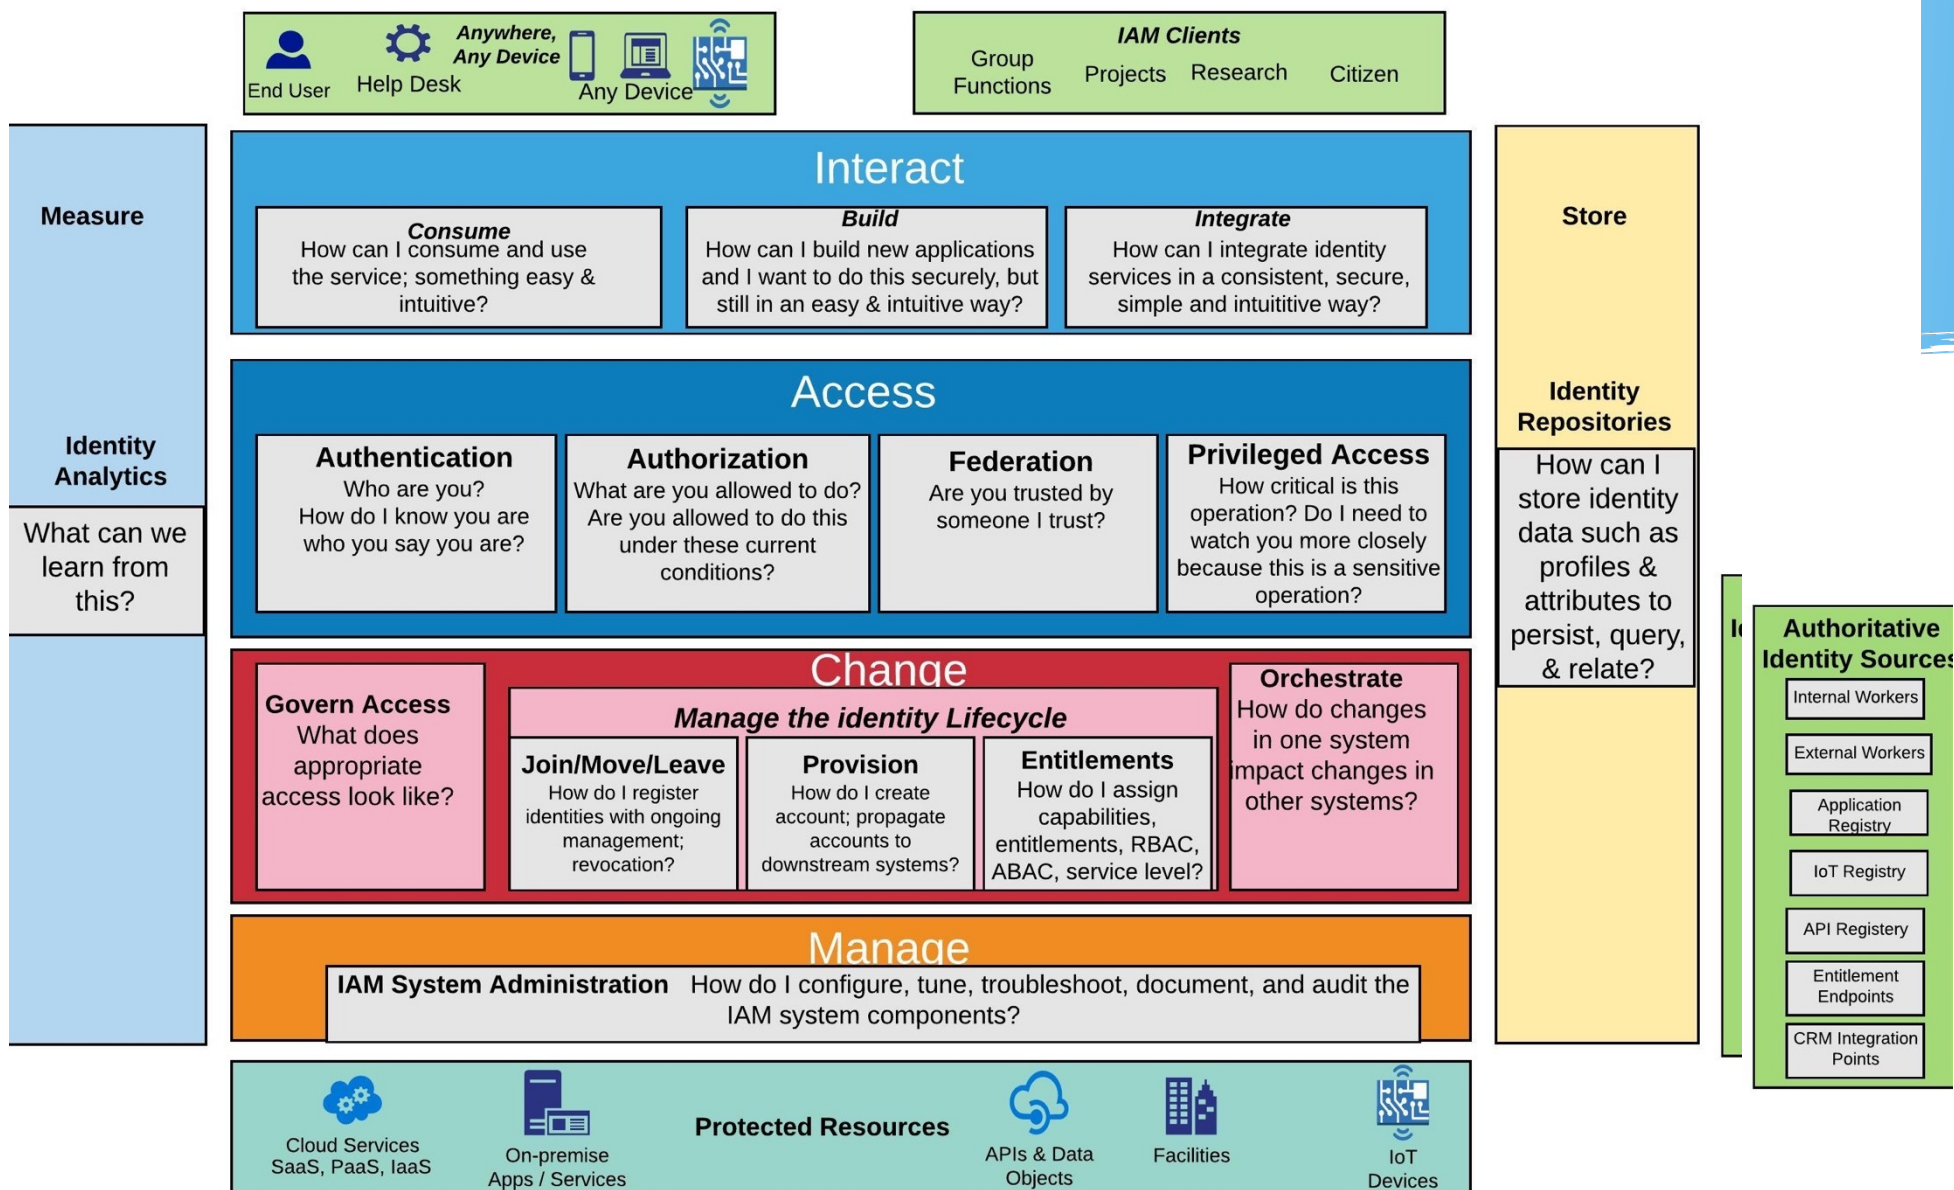 Anywhere,
Any Device
End User
Help Desk
Any Device
IAM Clients
Group
Functions
Projects
Research
Citizen
Measure
Identity
Analytics
What can we
learn from
this?
Interact
Consume
How can I consume and use
the service; something easy &
intuitive?
Build
How can I build new applications
and I want to do this securely, but
still in an easy & intuitive way?
Integrate
How can I integrate identity
services in a consistent, secure,
simple and intuititive way?
Access
Authentication
Who are you?
How do I know you are
who you say you are?
Authorization
What are you allowed to do?
Are you allowed to do this
under these current
conditions?
Federation
Are you trusted by
someone I trust?
Privileged Access
How critical is this
operation? Do I need to
watch you more closely
because this is a sensitive
operation?
Change
Govern Access
What does
appropriate
access look like?
Manage the identity Lifecycle
Join/Move/Leave
How do I register
identities with ongoing
management;
revocation?
Provision
How do I create
account; propagate
accounts to
downstream systems?
Entitlements
How do I assign
capabilities,
entitlements, RBAC,
ABAC, service level?
Orchestrate
How do changes
in one system
impact changes in
other systems?
Manage
IAM System Administration How do I configure, tune, troubleshoot, document, and audit the
IAM system components?
Cloud Services
SaaS, PaaS, IaaS
On-premise
Apps / Services
Protected Resources
APIs & Data
Objects
Facilities
IoT
Devices
Store
Identity
Repositories
How can I
store identity
data such as
profiles &
attributes to
persist, query,
& relate?
Authoritative
Identity Sources
Internal Workers
External Workers
Application
Registry
IoT Registry
API Registery
Entitlement
Endpoints
CRM Integration
Points